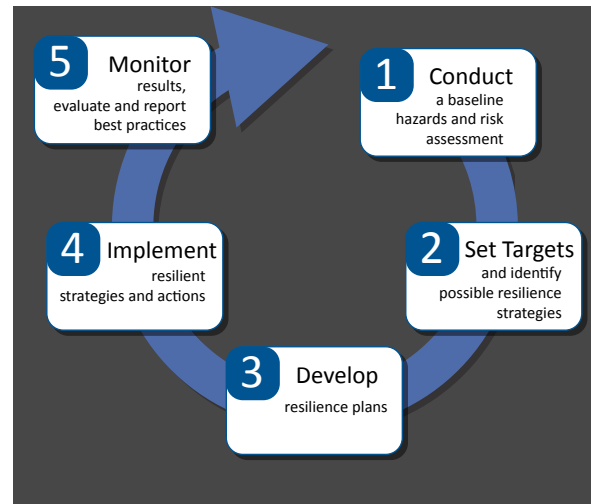 1 Conduct
a baseline
hazards and risk
assessment
2 Set Targets
and identify
possible resilience
strategies
3 Develop
resilience plans
4 Implement
resilient
strategies and actions
5 Monitor
results,
evaluate and report
best practices